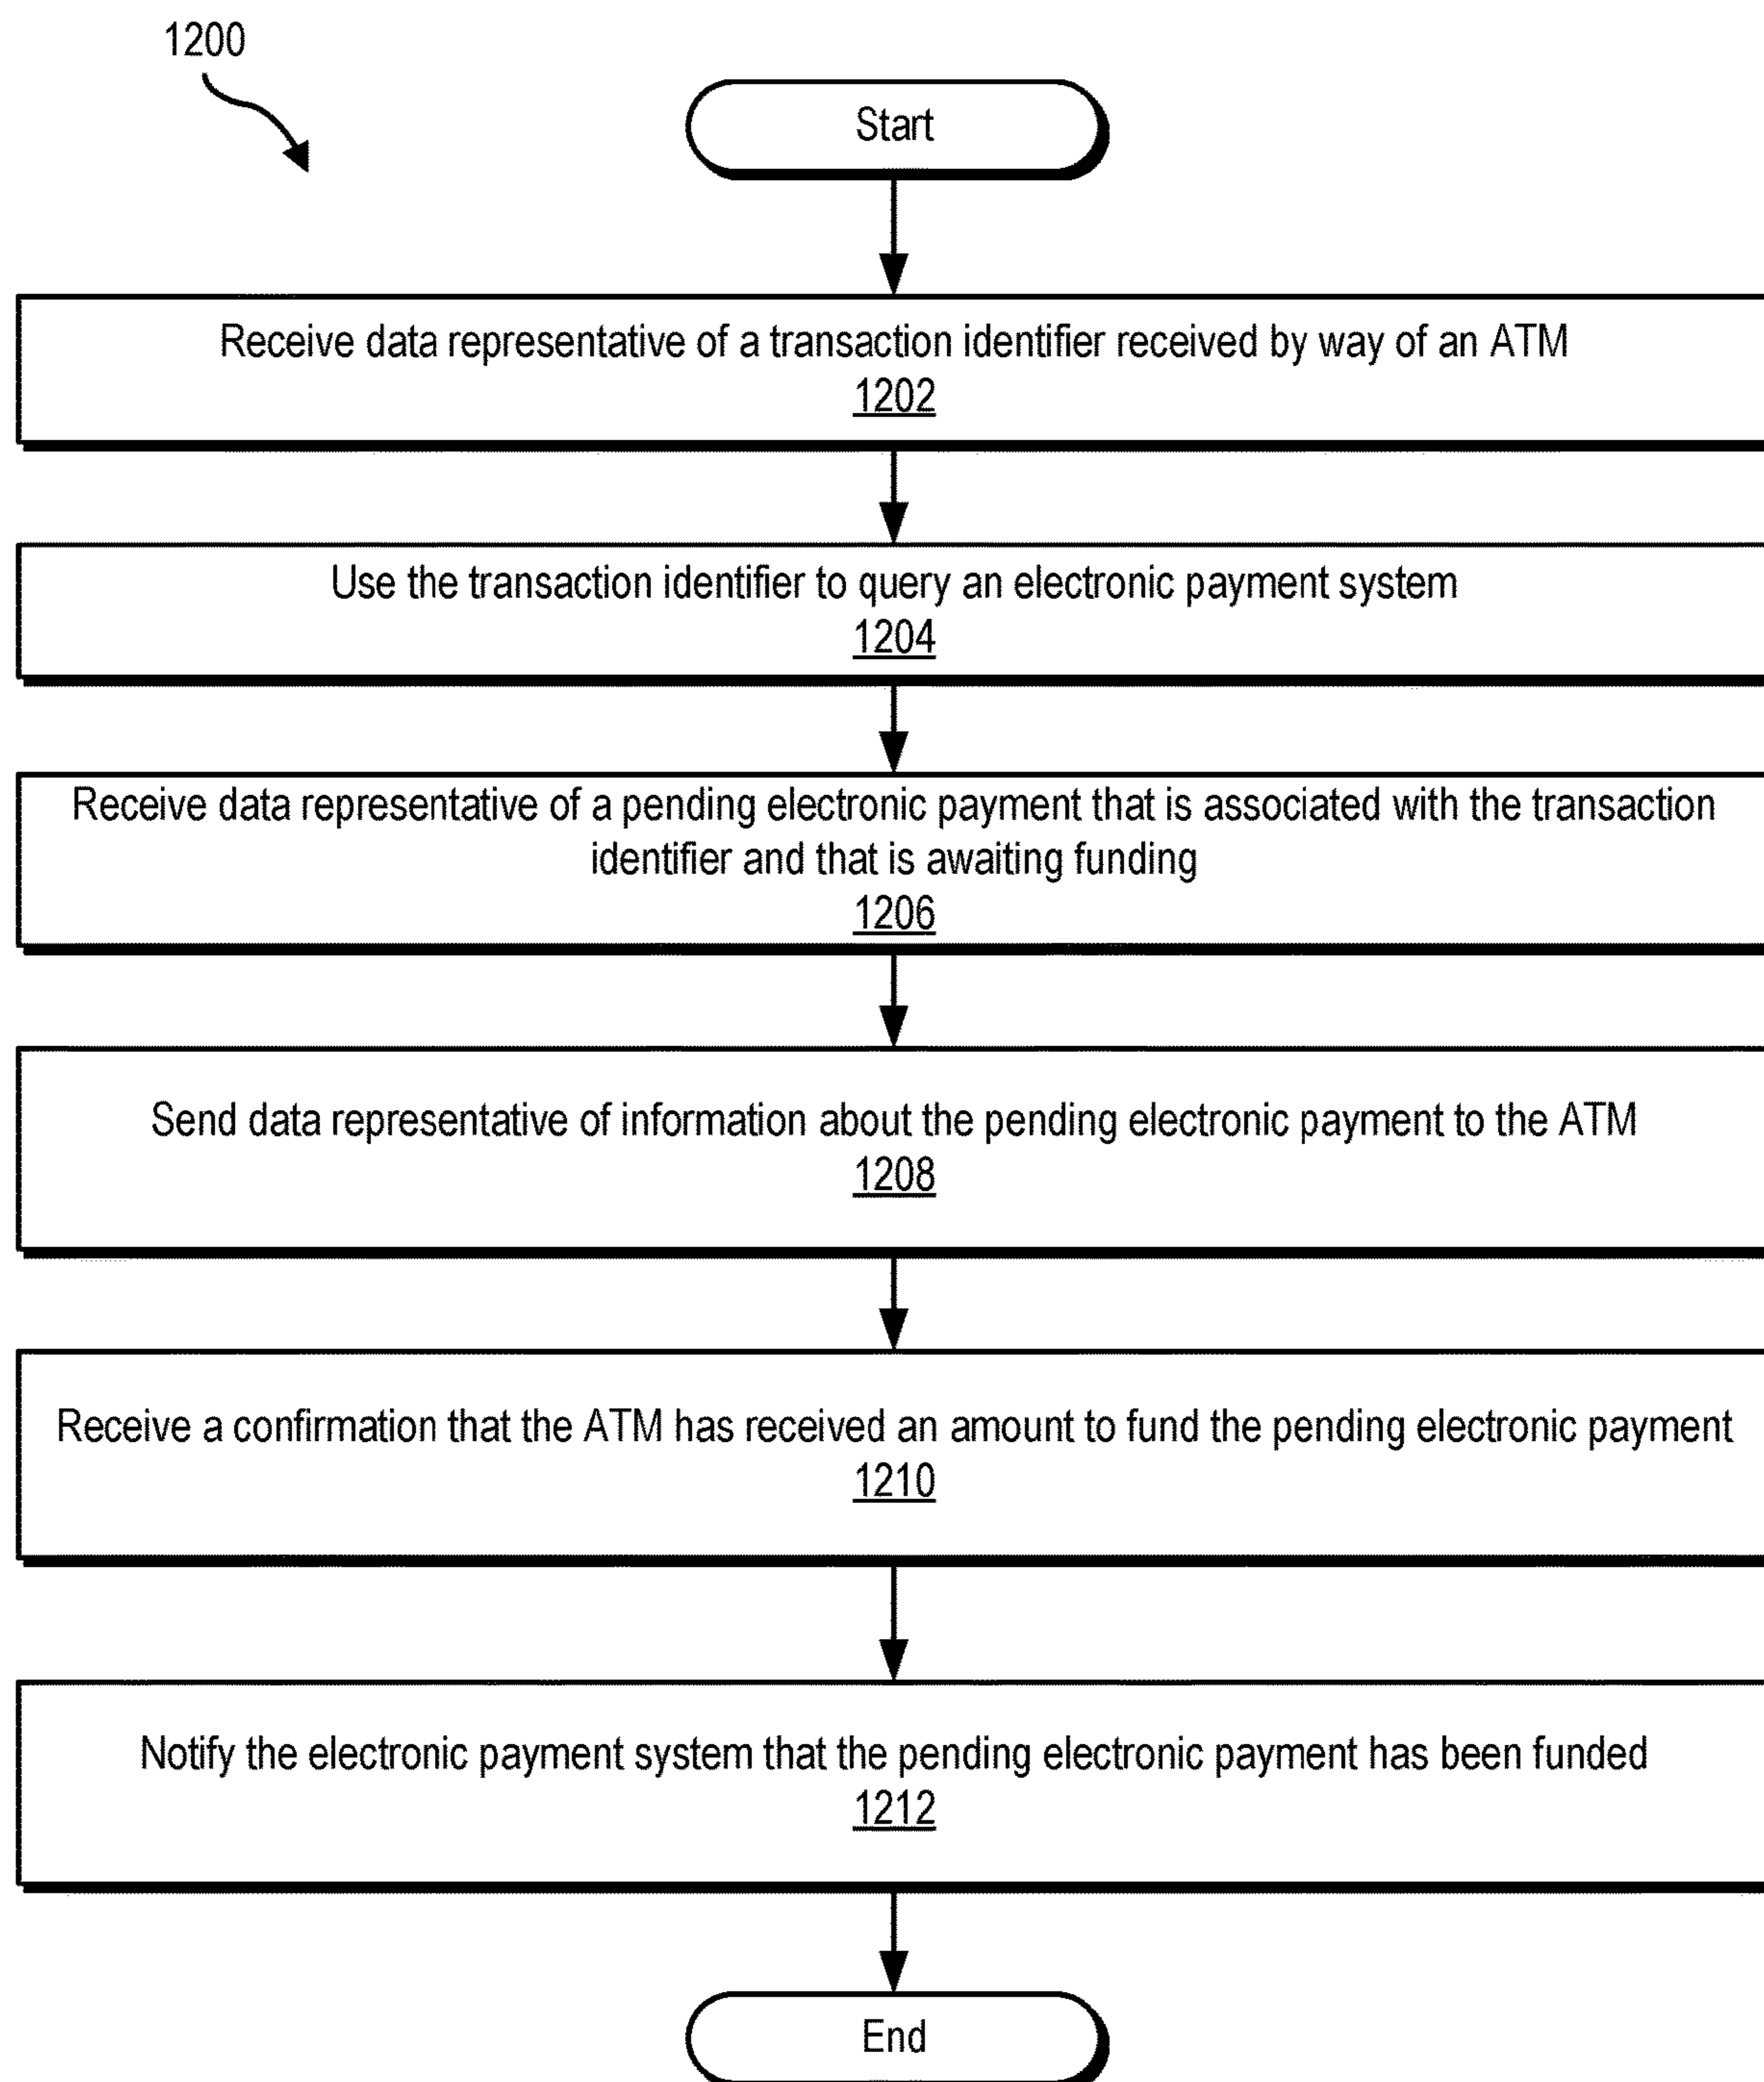 1200
Start
Receive data representative of a transaction identifier received by way of an ATM
1202
Use the transaction identifier to query an electronic payment system
1204
Receive data representative of a pending electronic payment that is associated with the transaction
identifier and that is awaiting funding
1206
Send data representative of information about the pending electronic payment to the ATM
1208
Receive a confirmation that the ATM has received an amount to fund the pending electronic payment
1210
Notify the electronic payment system that the pending electronic payment has been funded
1212
End